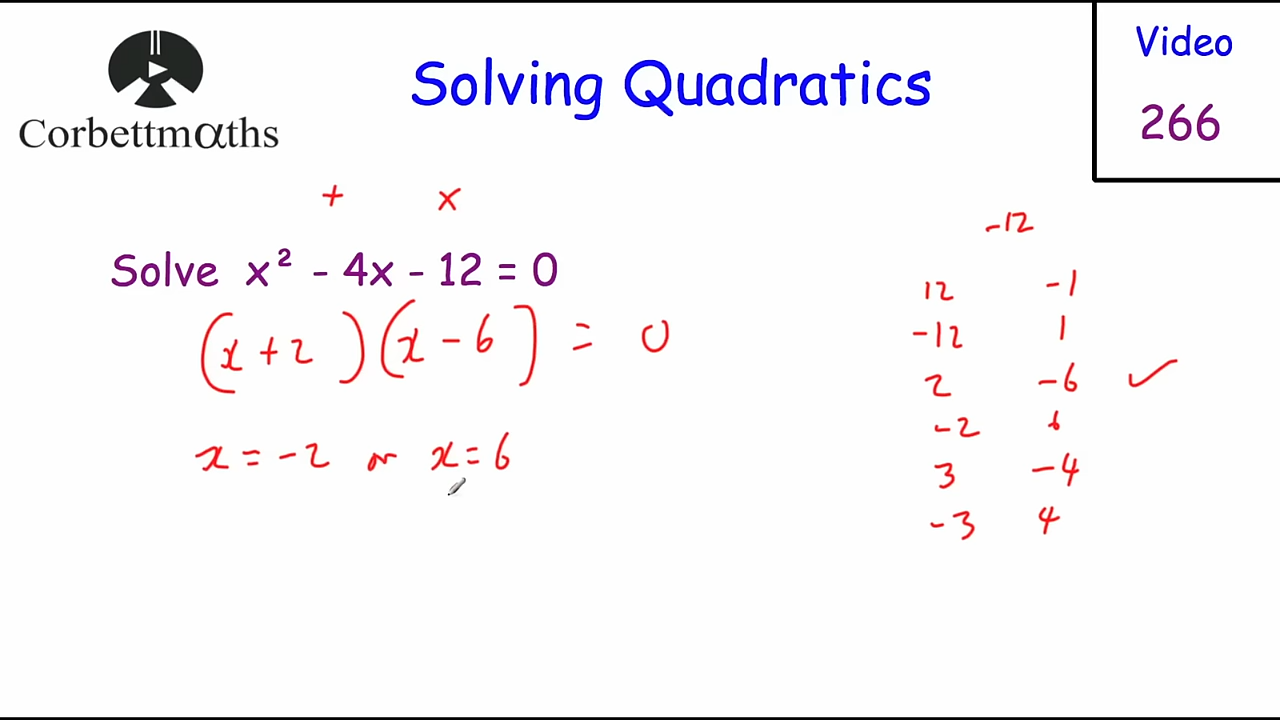 Corbettmαths
Solving Quadratics
Video
266
+ x
Solve x² - 4x - 12 = 0
(x + 2 )(x - 6 ) = 0
x = -2 or x = 6
-12
12 -1
-12 1
2 -6 ✓
-2 6
3 -4
-3 4